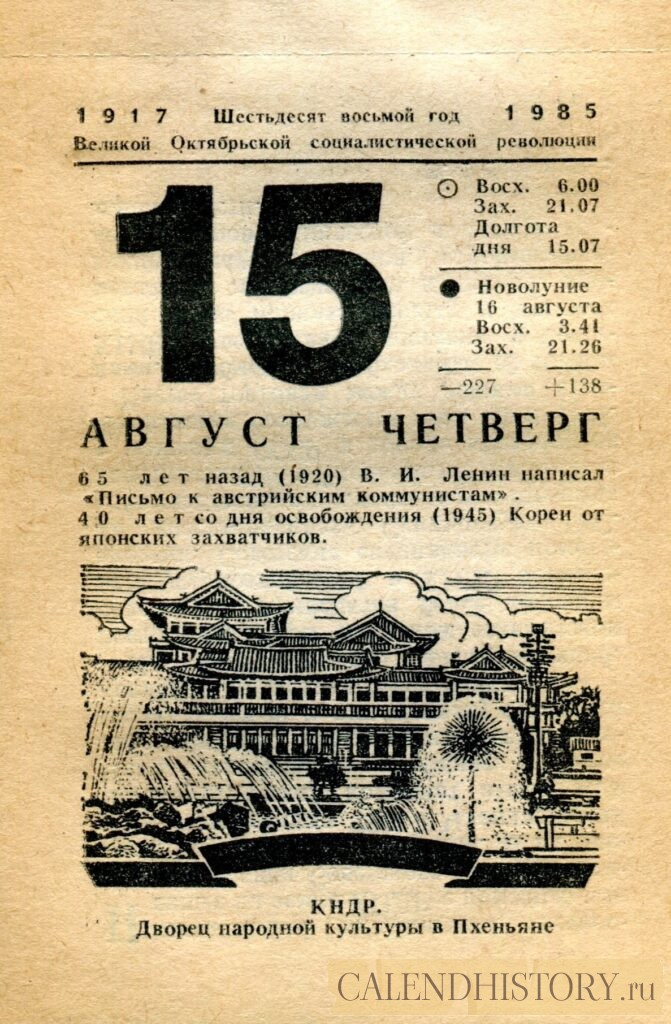 1917 Шестьдесят восьмой год 1985
Великой Октябрьской социалистической революции
15
Восх. 6.00
Зах. 21.07
Долгота
дня 15.07
Новолуние
16 августа
Восх. 3.41
Зах. 21.26
—227 +138
АВГУСТ ЧЕТВЕРГ
65 лет назад (1920) В. И. Ленин написал
«Письмо к австрийским коммунистам».
40 лет со дня освобождения (1945) Кореи от
японских захватчиков.
КНДР.
Дворец народной культуры в Пхеньяне
CALENDHISTORY.ru